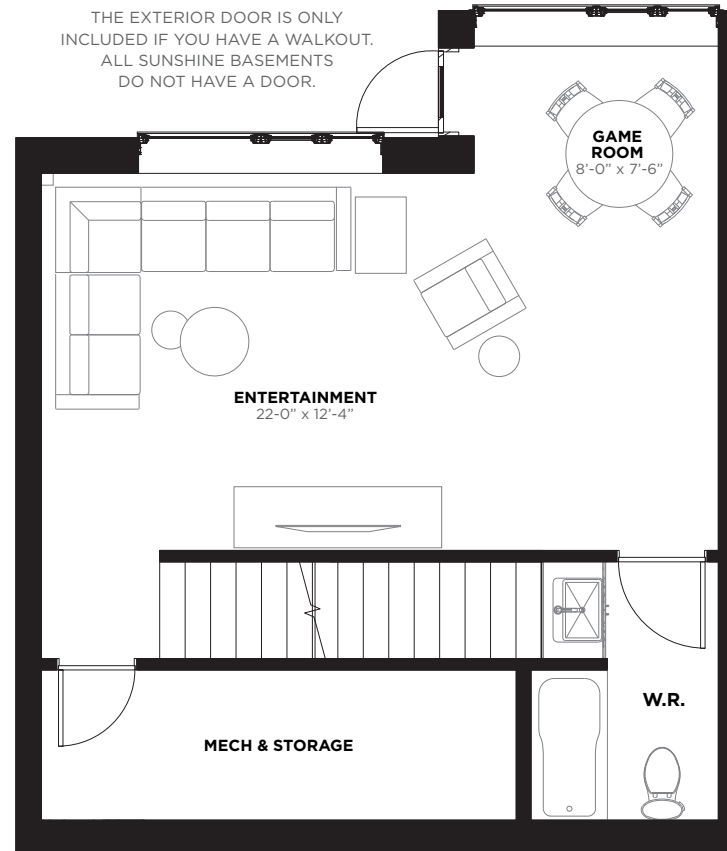 THE EXTERIOR DOOR IS ONLY
INCLUDED IF YOU HAVE A WALKOUT.
ALL SUNSHINE BASEMENTS
DO NOT HAVE A DOOR.
GAME
ROOM
8'-0" x 7'-6"
ENTERTAINMENT
22-0" x 12'-4"
W.R.
MECH & STORAGE